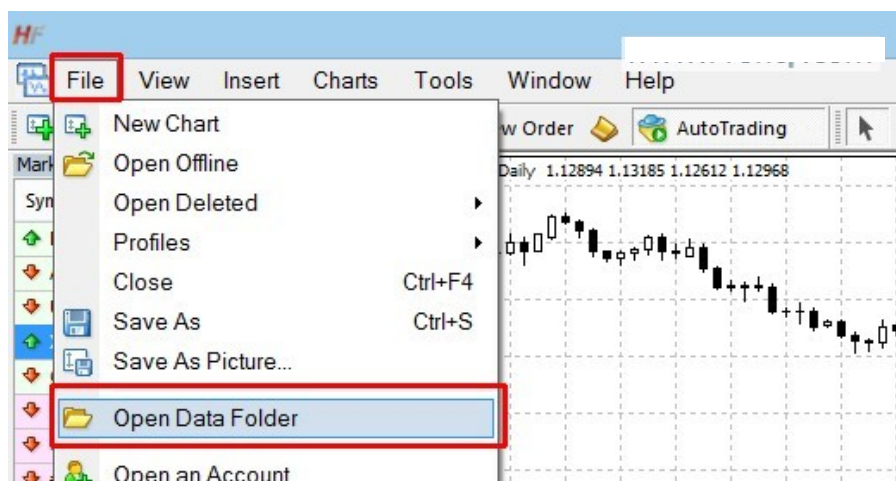 HF
File View Insert Charts Tools Window Help
New Chart
w Order AutoTrading
Open Offline
Mark
Daily 1.12894 1.13185 1.12612 1.12968
Open Deleted
Sym
Profiles
Close Ctrl+F4
Save As Ctrl+S
Save As Picture...
Open Data Folder
Open an Account